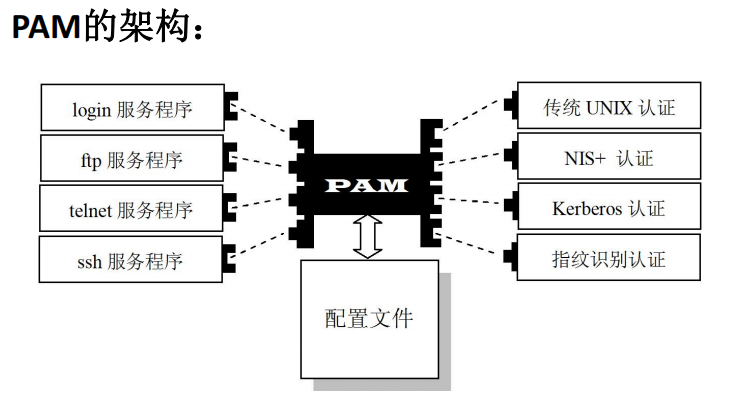 PAM的架构：
login 服务程序
ftp 服务程序
telnet 服务程序
ssh 服务程序
PAM
配置文件
传统 UNIX 认证
NIS+ 认证
Kerberos 认证
指纹识别认证